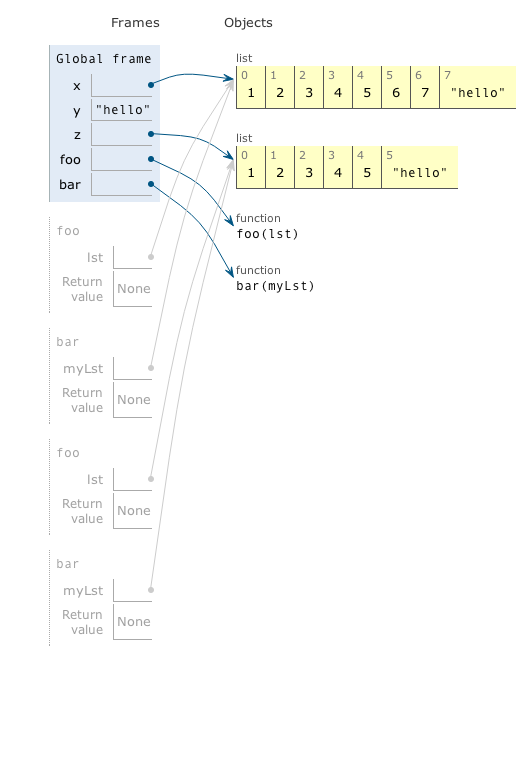 Frames Objects
Global frame
x
y "hello"
z
foo
bar
list
0 1 2 3 4 5 6 7
1 2 3 4 5 6 7 "hello"
list
0 1 2 3 4 5
1 2 3 4 5 "hello"
function
foo(lst)
function
bar(myLst)
foo
lst
Return
value None
bar
myLst
Return
value None
foo
lst
Return
value None
bar
myLst
Return
value None